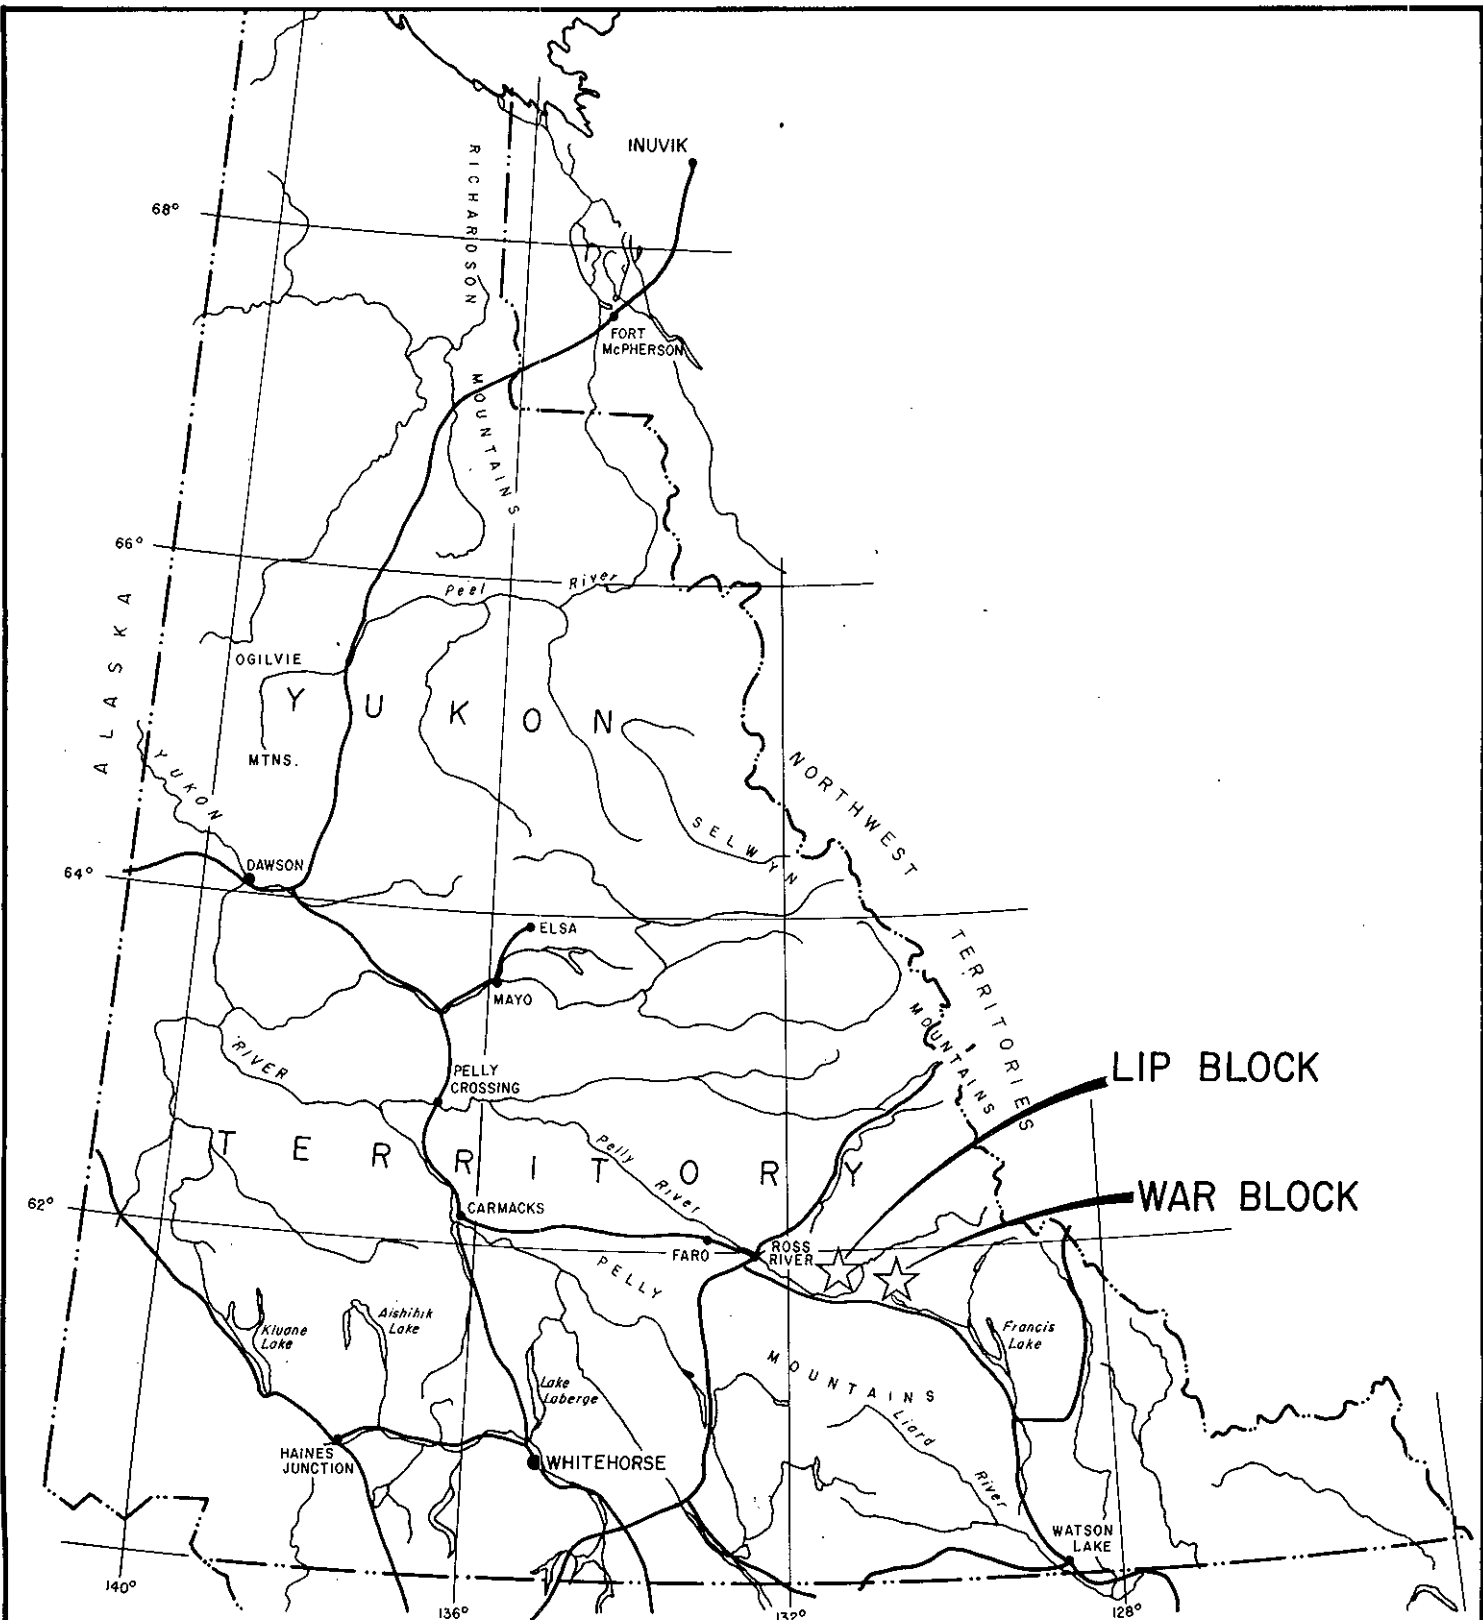 INUVIK
RICHARDSON
68°
FORT
McPHERSON
MOUNTAINS
66°
Peel River
ALASKA
OGILVIE
YUKON
MTNS.
YUKON
NORTHWEST
SELWYN
DAWSON
64°
ELSA
TERRITORIES
MAYO
MOUNTAINS
RIVER
PELLY
CROSSING
LIP BLOCK
TERRITORY
Pelly
River
WAR BLOCK
62°
CARMACKS
FARO
ROSS
RIVER
PELLY
Aishihik
Lake
Kluane
Lake
Francis
Lake
MOUNTAINS
Lake
Laberge
Liard
River
HAINES
JUNCTION
WHITEHORSE
WATSON
LAKE
140°
136°
132°
128°